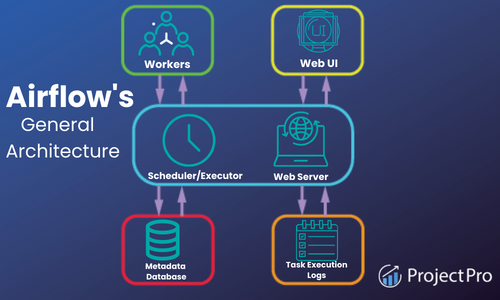 Workers
UI
Web UI
Airflow's
General
Architecture
Scheduler/Executor
Web Server
Metadata
Database
Task Execution
Logs
ProjectPro